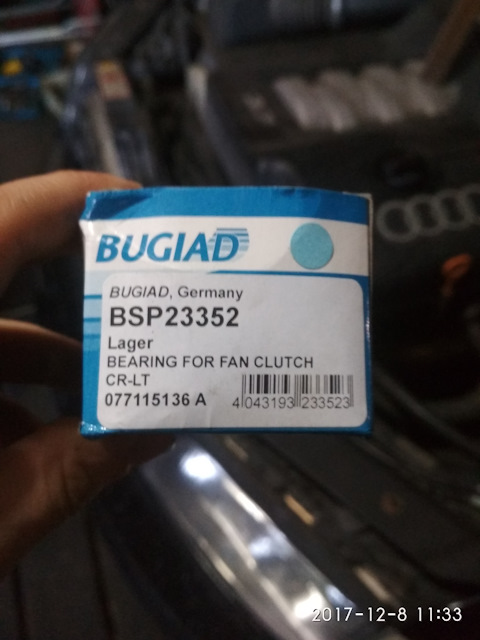 BUGIAD
BUGIAD, Germany
BSP23352
Lager
BEARING FOR FAN CLUTCH
CR-LT
077115136 A
4 043193 233523
2017-12-8 11:33